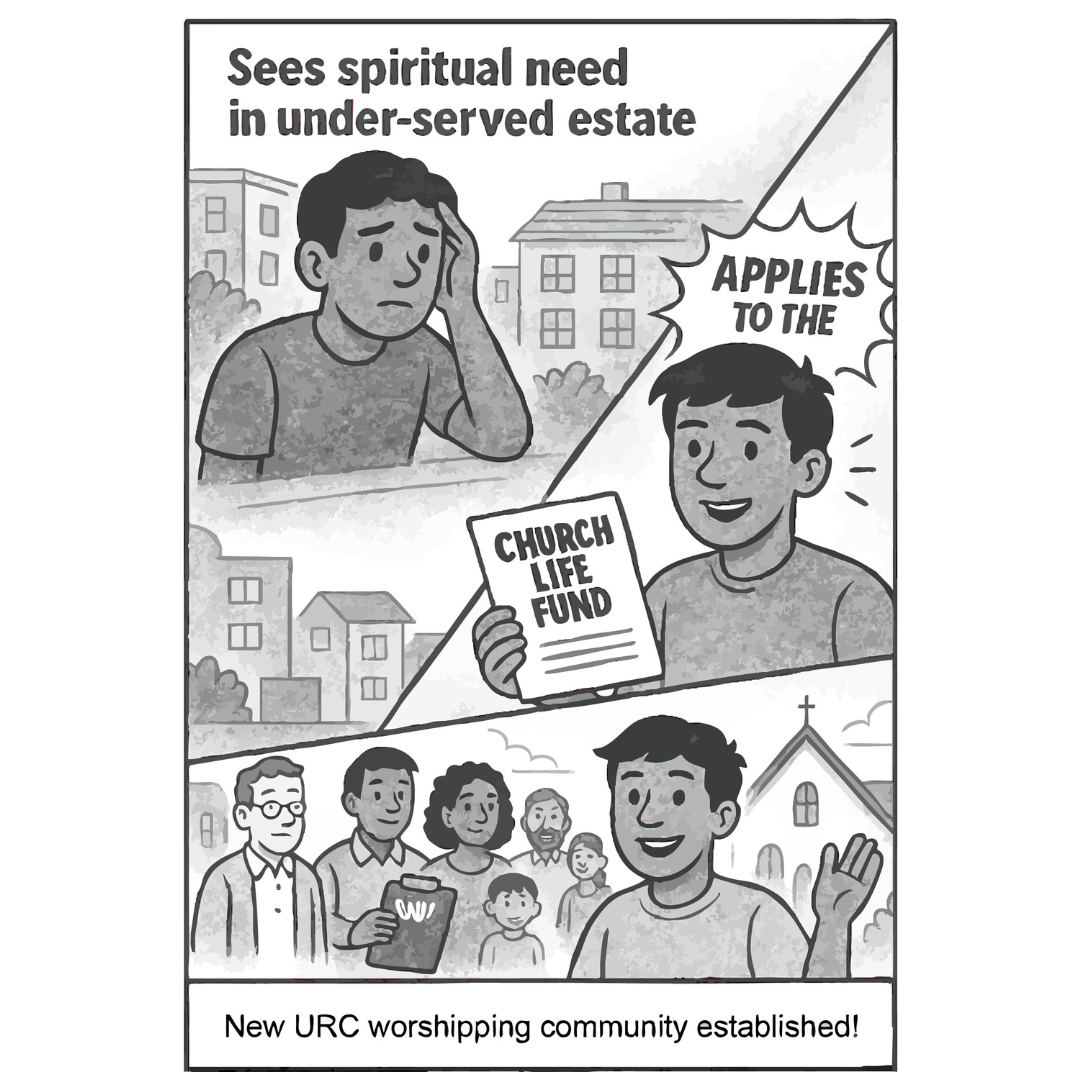 Sees spiritual need
in under-served estate
APPLIES
TO THE
CHURCH
LIFE
FUND
New URC worshipping community established!